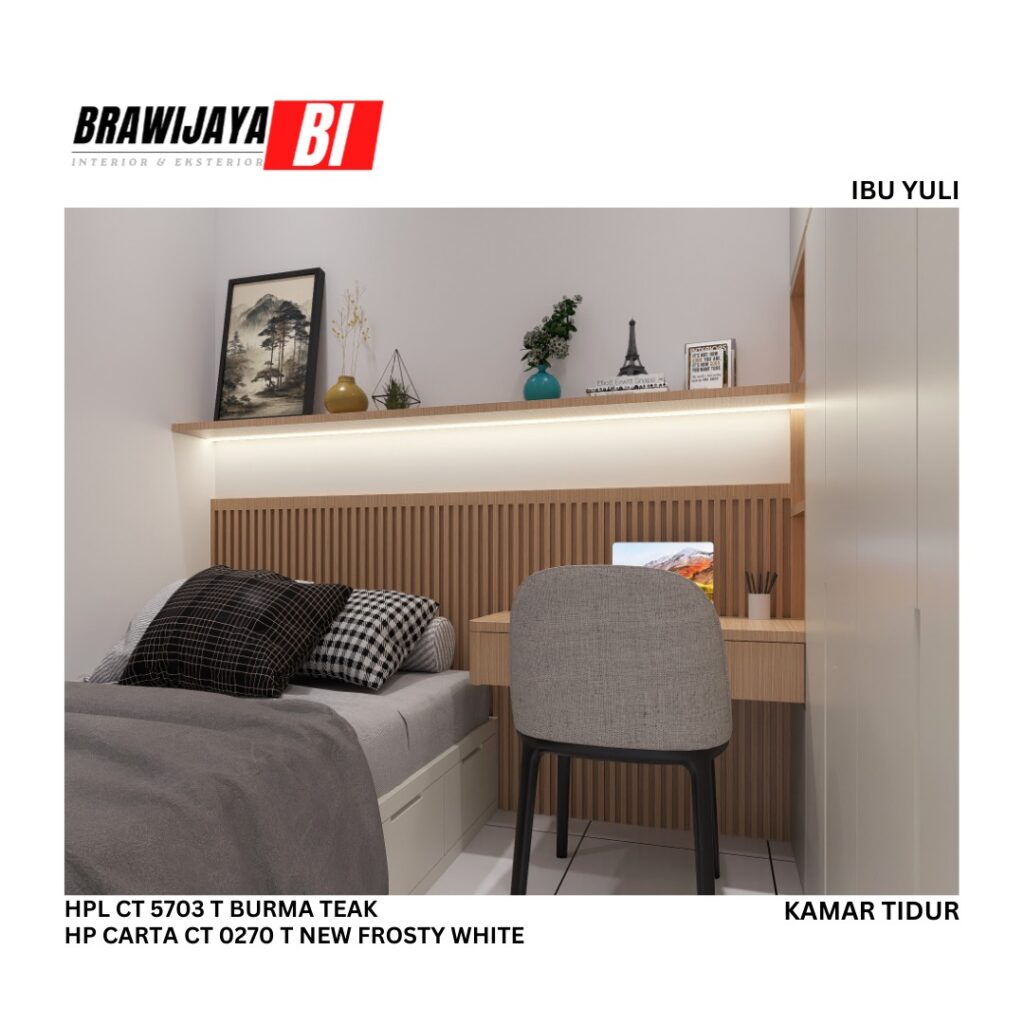 BRAWIJAYA BI
INTERIOR & EKSTERIOR
IBU YULI
HPL CT 5703 T BURMA TEAK
HP CARTA CT 0270 T NEW FROSTY WHITE
KAMAR TIDUR